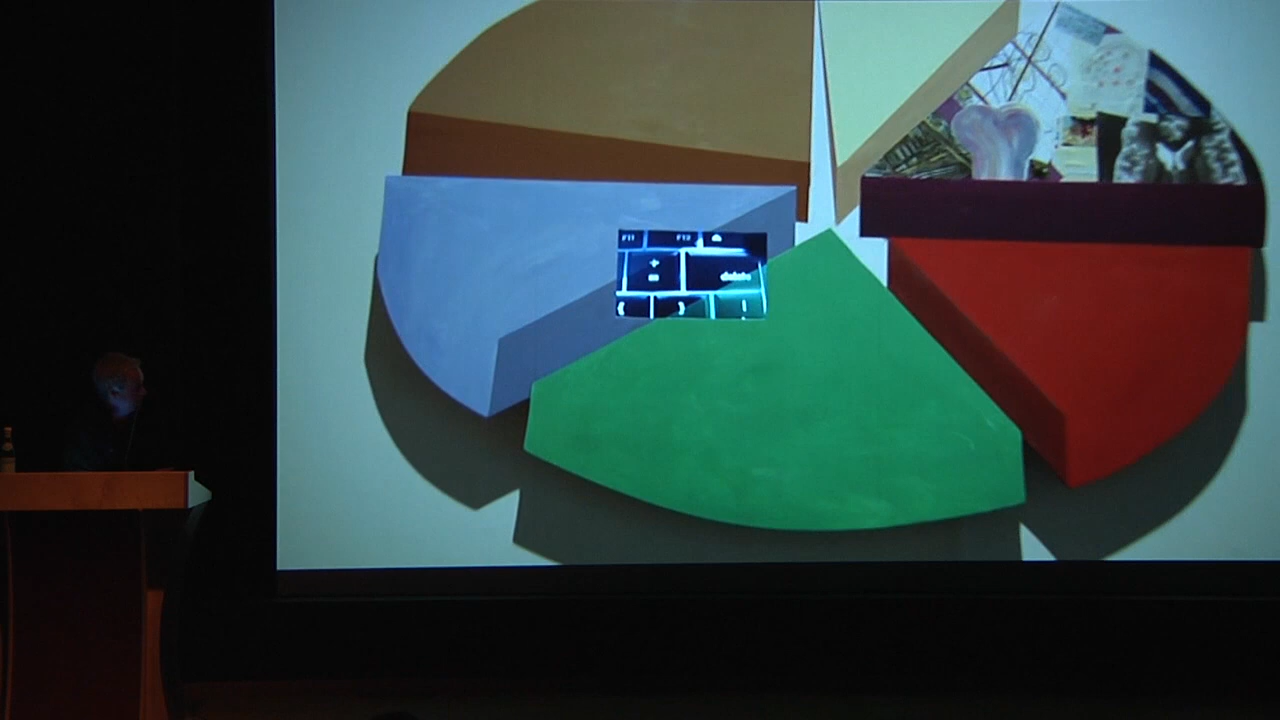 F11 F12
+
=
delete
{ }